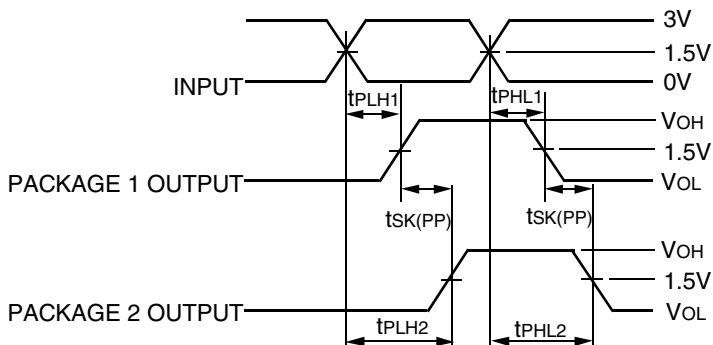 3V
1.5V
INPUT
0V
tPLH1
tPHL1
VOH
1.5V
PACKAGE 1 OUTPUT
VOL
tSK(PP)
tSK(PP)
VOH
1.5V
PACKAGE 2 OUTPUT
VOL
tPLH2
tPHL2